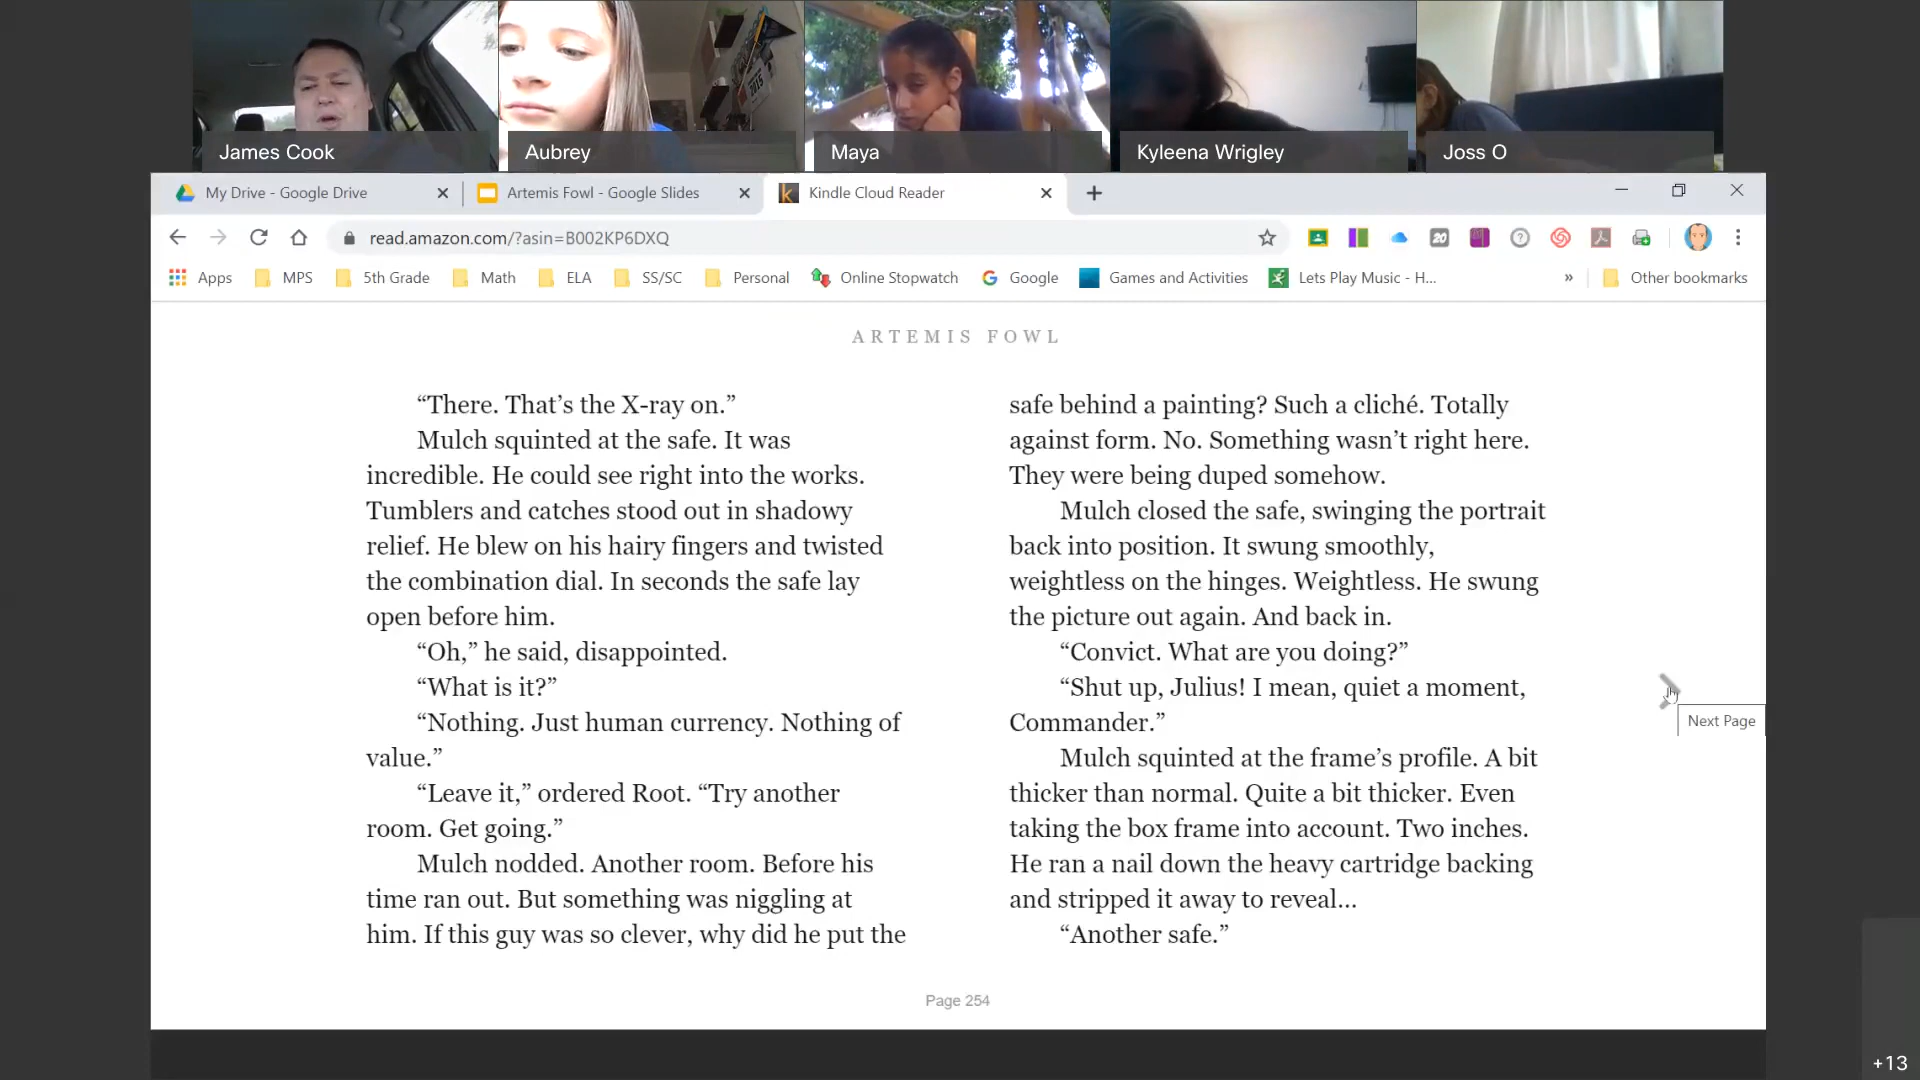 James Cook
Aubrey
Maya
Kyleena Wrigley
Joss O
My Drive - Google Drive
Artemis Fowl - Google Slides
Kindle Cloud Reader
read.amazon.com/?asin=B002KP6DXQ
20
Apps
MPS
5th Grade
Math
ELA
SS/SC
Personal
Online Stopwatch
Google
Games and Activities
Lets Play Music - H...
»
Other bookmarks
ARTEMIS FOWL
“There. That’s the X-ray on.”
Mulch squinted at the safe. It was
incredible. He could see right into the works.
Tumblers and catches stood out in shadowy
relief. He blew on his hairy fingers and twisted
the combination dial. In seconds the safe lay
open before him.
“Oh,” he said, disappointed.
“What is it?”
“Nothing. Just human currency. Nothing of
value.”
“Leave it,” ordered Root. “Try another
room. Get going.”
Mulch nodded. Another room. Before his
time ran out. But something was niggling at
him. If this guy was so clever, why did he put the
safe behind a painting? Such a cliché. Totally
against form. No. Something wasn’t right here.
They were being duped somehow.
Mulch closed the safe, swinging the portrait
back into position. It swung smoothly,
weightless on the hinges. Weightless. He swung
the picture out again. And back in.
“Convict. What are you doing?”
“Shut up, Julius! I mean, quiet a moment,
Commander.”
Mulch squinted at the frame’s profile. A bit
thicker than normal. Quite a bit thicker. Even
taking the box frame into account. Two inches.
He ran a nail down the heavy cartridge backing
and stripped it away to reveal...
“Another safe.”
Next Page
Page 254
+13